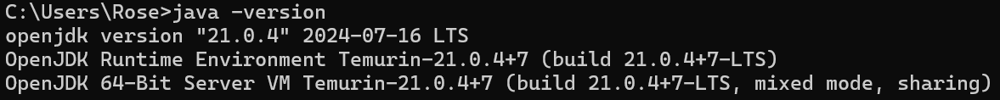 C:\Users\Rose>java -version
openjdk version "21.0.4" 2024-07-16 LTS
OpenJDK Runtime Environment Temurin-21.0.4+7 (build 21.0.4+7-LTS)
OpenJDK 64-Bit Server VM Temurin-21.0.4+7 (build 21.0.4+7-LTS, mixed mode, sharing)